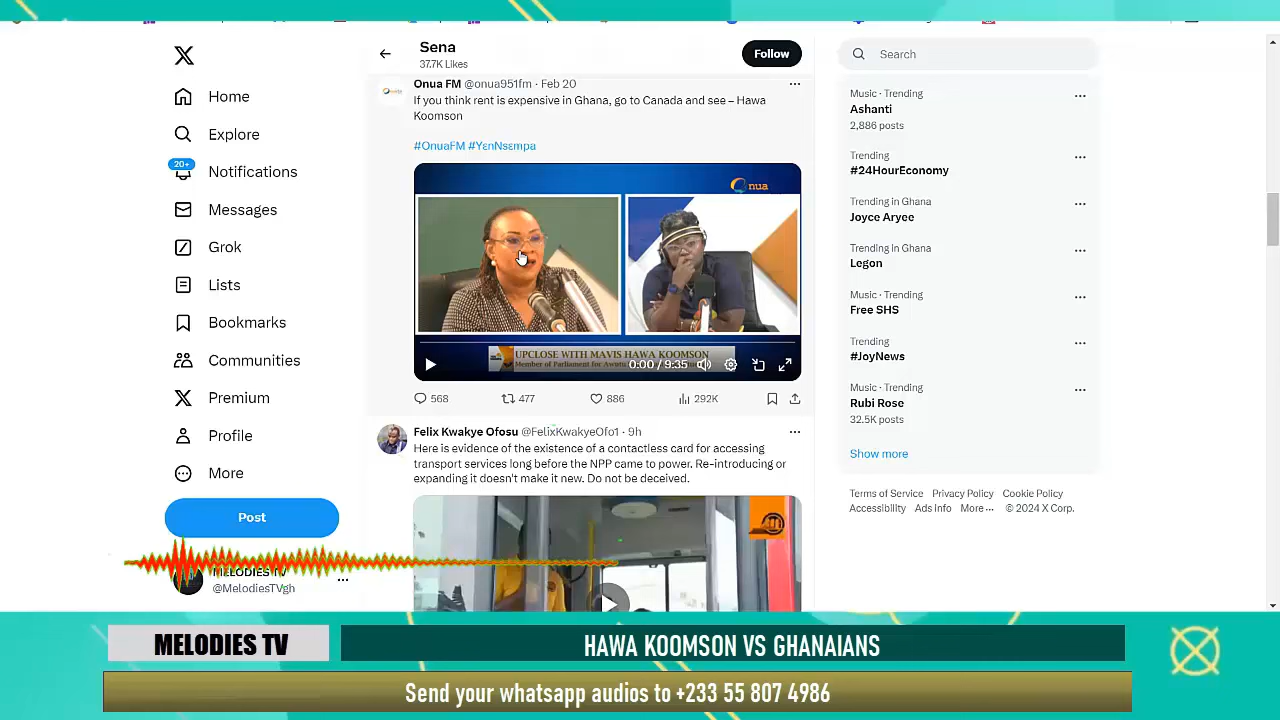 Home
Explore
20+
Notifications
Messages
Grok
Lists
Bookmarks
Communities
Premium
Profile
More
Post
MELODIES TV
@MelodiesTVgh
Sena
37.7K Likes
Follow
Onua FM @onua951fm · Feb 20
If you think rent is expensive in Ghana, go to Canada and see – Hawa
Koomson
#OnuaFM #YɛnNsɛmpa
Onua
UPCLOSE WITH MAVIS HAWA KOOMSON
Member of Parliament for Awutu
0:00 / 9:35
568
477
886
292K
Felix Kwakye Ofosu @FelixKwakyeOfo1 · 9h
Here is evidence of the existence of a contactless card for accessing
transport services long before the NPP came to power. Re-introducing or
expanding it doesn't make it new. Do not be deceived.
Search
Music · Trending
Ashanti
2,886 posts
Trending
#24HourEconomy
Trending in Ghana
Joyce Aryee
Trending in Ghana
Legon
Music · Trending
Free SHS
Trending
#JoyNews
Music · Trending
Rubi Rose
32.5K posts
Show more
Terms of Service Privacy Policy Cookie Policy
Accessibility Ads info More ··· © 2024 X Corp.
MELODIES TV
HAWA KOOMSON VS GHANAIANS
Send your whatsapp audios to +233 55 807 4986